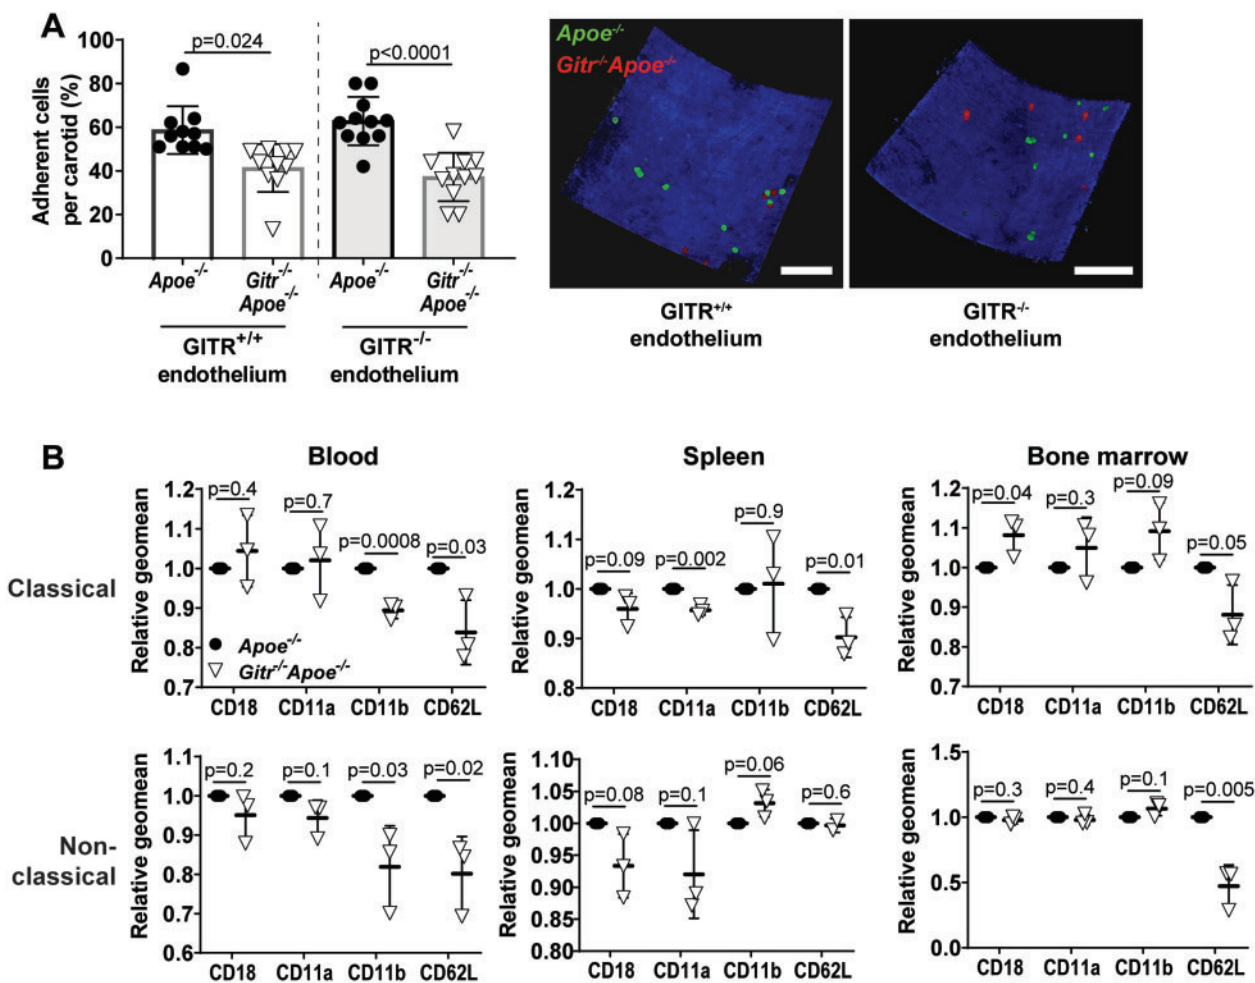 A
Adherent cells
per carotid (%)
100
80
60
40
20
0
p=0.024
p<0.0001
Apoe-/-
Gitr-/-
Apoe-/-
Apoe-/-
Gitr-/-
Apoe-/-
GITR+/+
endothelium
GITR-/-
endothelium
Apoe-/-
Gitr-/-Apoe-/-
GITR+/+
endothelium
GITR-/-
endothelium
B
Blood
Spleen
Bone marrow
Classical
Relative geomean
1.2
1.1
1.0
0.9
0.8
0.7
p=0.4
p=0.7
p=0.0008
p=0.03
Apoe-/-
Gitr-/-Apoe-/-
CD18 CD11a CD11b CD62L
Relative geomean
1.2
1.1
1.0
0.9
0.8
p=0.09
p=0.002
p=0.9
p=0.01
CD18 CD11a CD11b CD62L
Relative geomean
1.2
1.1
1.0
0.9
0.8
0.7
p=0.04
p=0.3
p=0.09
p=0.05
CD18 CD11a CD11b CD62L
Non-
classical
Relative geomean
1.1
1.0
0.9
0.8
0.7
0.6
p=0.2
p=0.1
p=0.03
p=0.02
CD18 CD11a CD11b CD62L
Relative geomean
1.10
1.05
1.00
0.95
0.90
0.85
0.80
p=0.08
p=0.1
p=0.06
p=0.6
CD18 CD11a CD11b CD62L
Relative geomean
1.5
1.0
0.5
0.0
p=0.3
p=0.4
p=0.1
p=0.005
CD18 CD11a CD11b CD62L